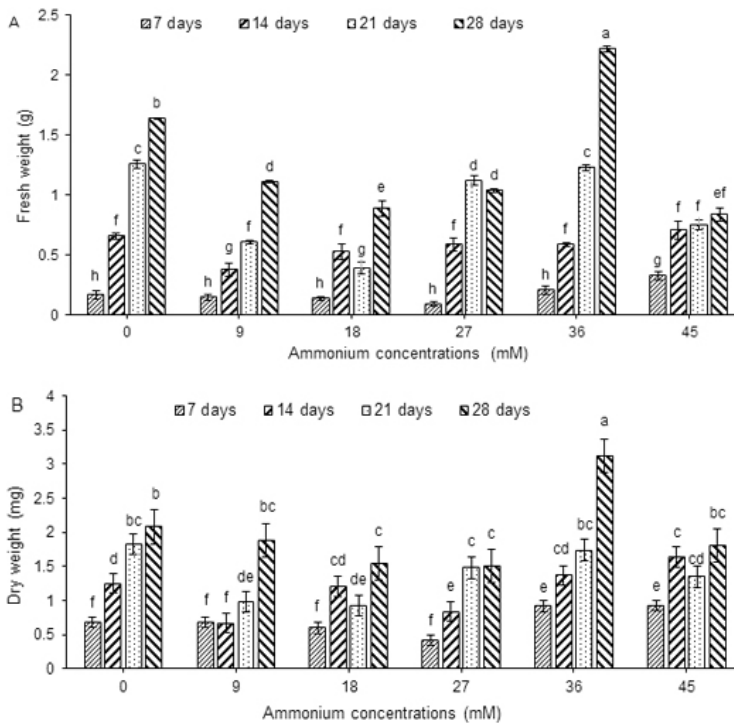 A
7 days 14 days 21 days 28 days
Fresh weight (g)
2.5
2
1.5
1
0.5
0
h f c b
h g f d
h f g e
h f d d
h f c a
g f f ef
0 9 18 27 36 45
Ammonium concentrations (mM)
B
7 days 14 days 21 days 28 days
Dry weight (mg)
4
3.5
3
2.5
2
1.5
1
0.5
0
f d bc b
f f de bc
f cd de c
f e c c
e cd bc a
e c cd bc
0 9 18 27 36 45
Ammonium concentrations (mM)